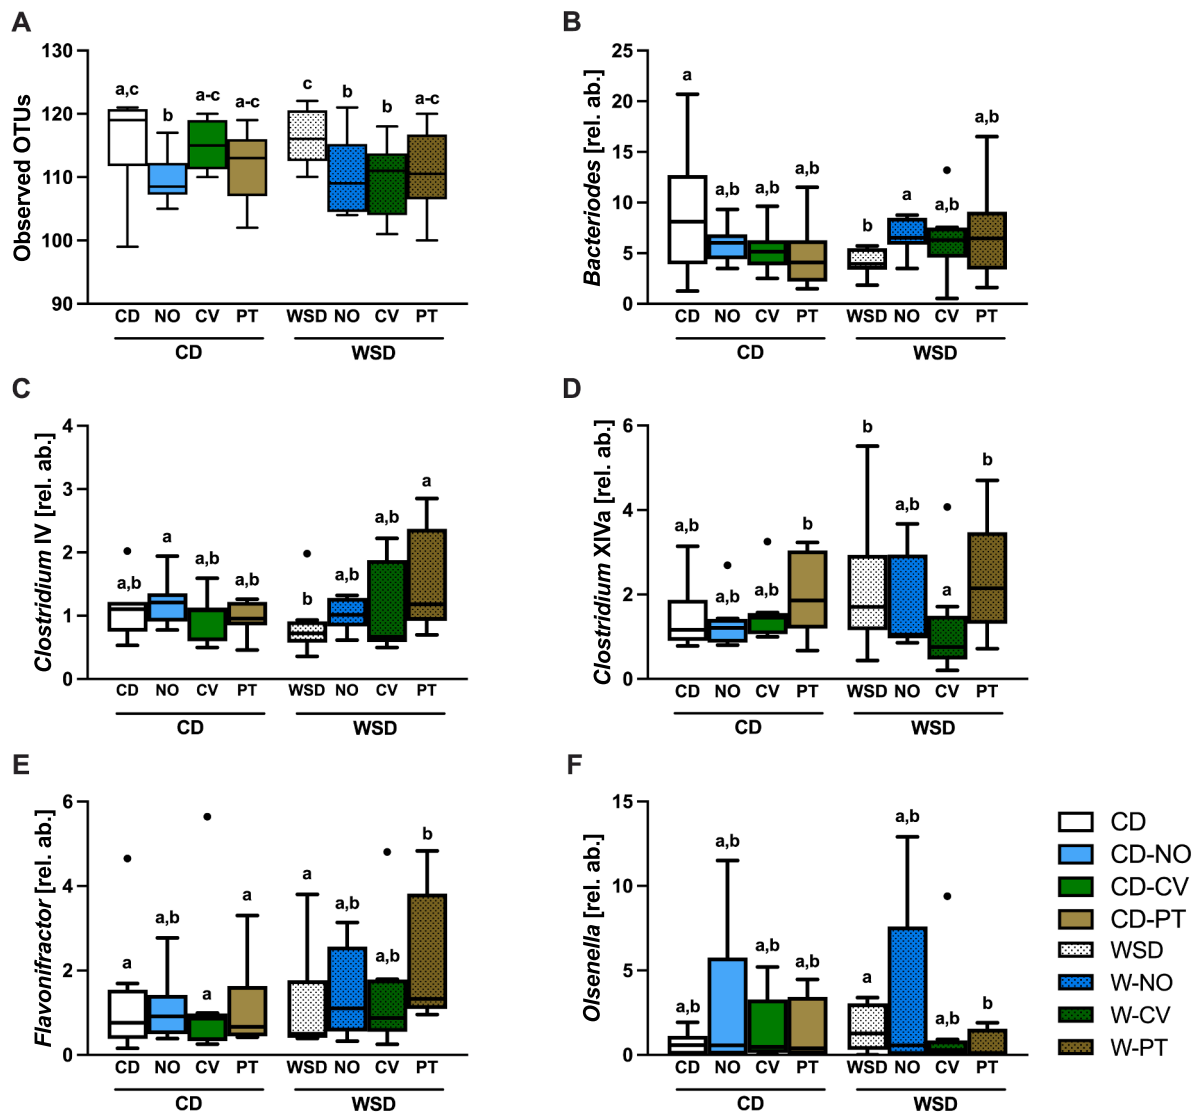 A
Observed OTUs
130
120
110
100
90
a,c
b
a-c
a-c
c
b
b
a-c
CD NO CV PT WSD NO CV PT
CD WSD
B
Bacteriodes [rel. ab.]
25
20
15
10
5
0
a
a,b
a,b
a,b
b
a
a,b
a,b
CD NO CV PT WSD NO CV PT
CD WSD
C
Clostridium IV [rel. ab.]
4
3
2
1
0
a,b
a
a,b
a,b
b
a,b
a,b
a
CD NO CV PT WSD NO CV PT
CD WSD
D
Clostridium XIVa [rel. ab.]
6
4
2
0
a,b
a,b
a,b
b
b
a,b
a
b
CD NO CV PT WSD NO CV PT
CD WSD
E
Flavonifractor [rel. ab.]
6
4
2
0
a
a,b
a
a
a
a,b
a,b
b
CD NO CV PT WSD NO CV PT
CD WSD
F
Olsenella [rel. ab.]
15
10
5
0
a,b
a,b
a,b
a,b
a
a,b
a,b
b
CD NO CV PT WSD NO CV PT
CD WSD
CD
CD-NO
CD-CV
CD-PT
WSD
W-NO
W-CV
W-PT